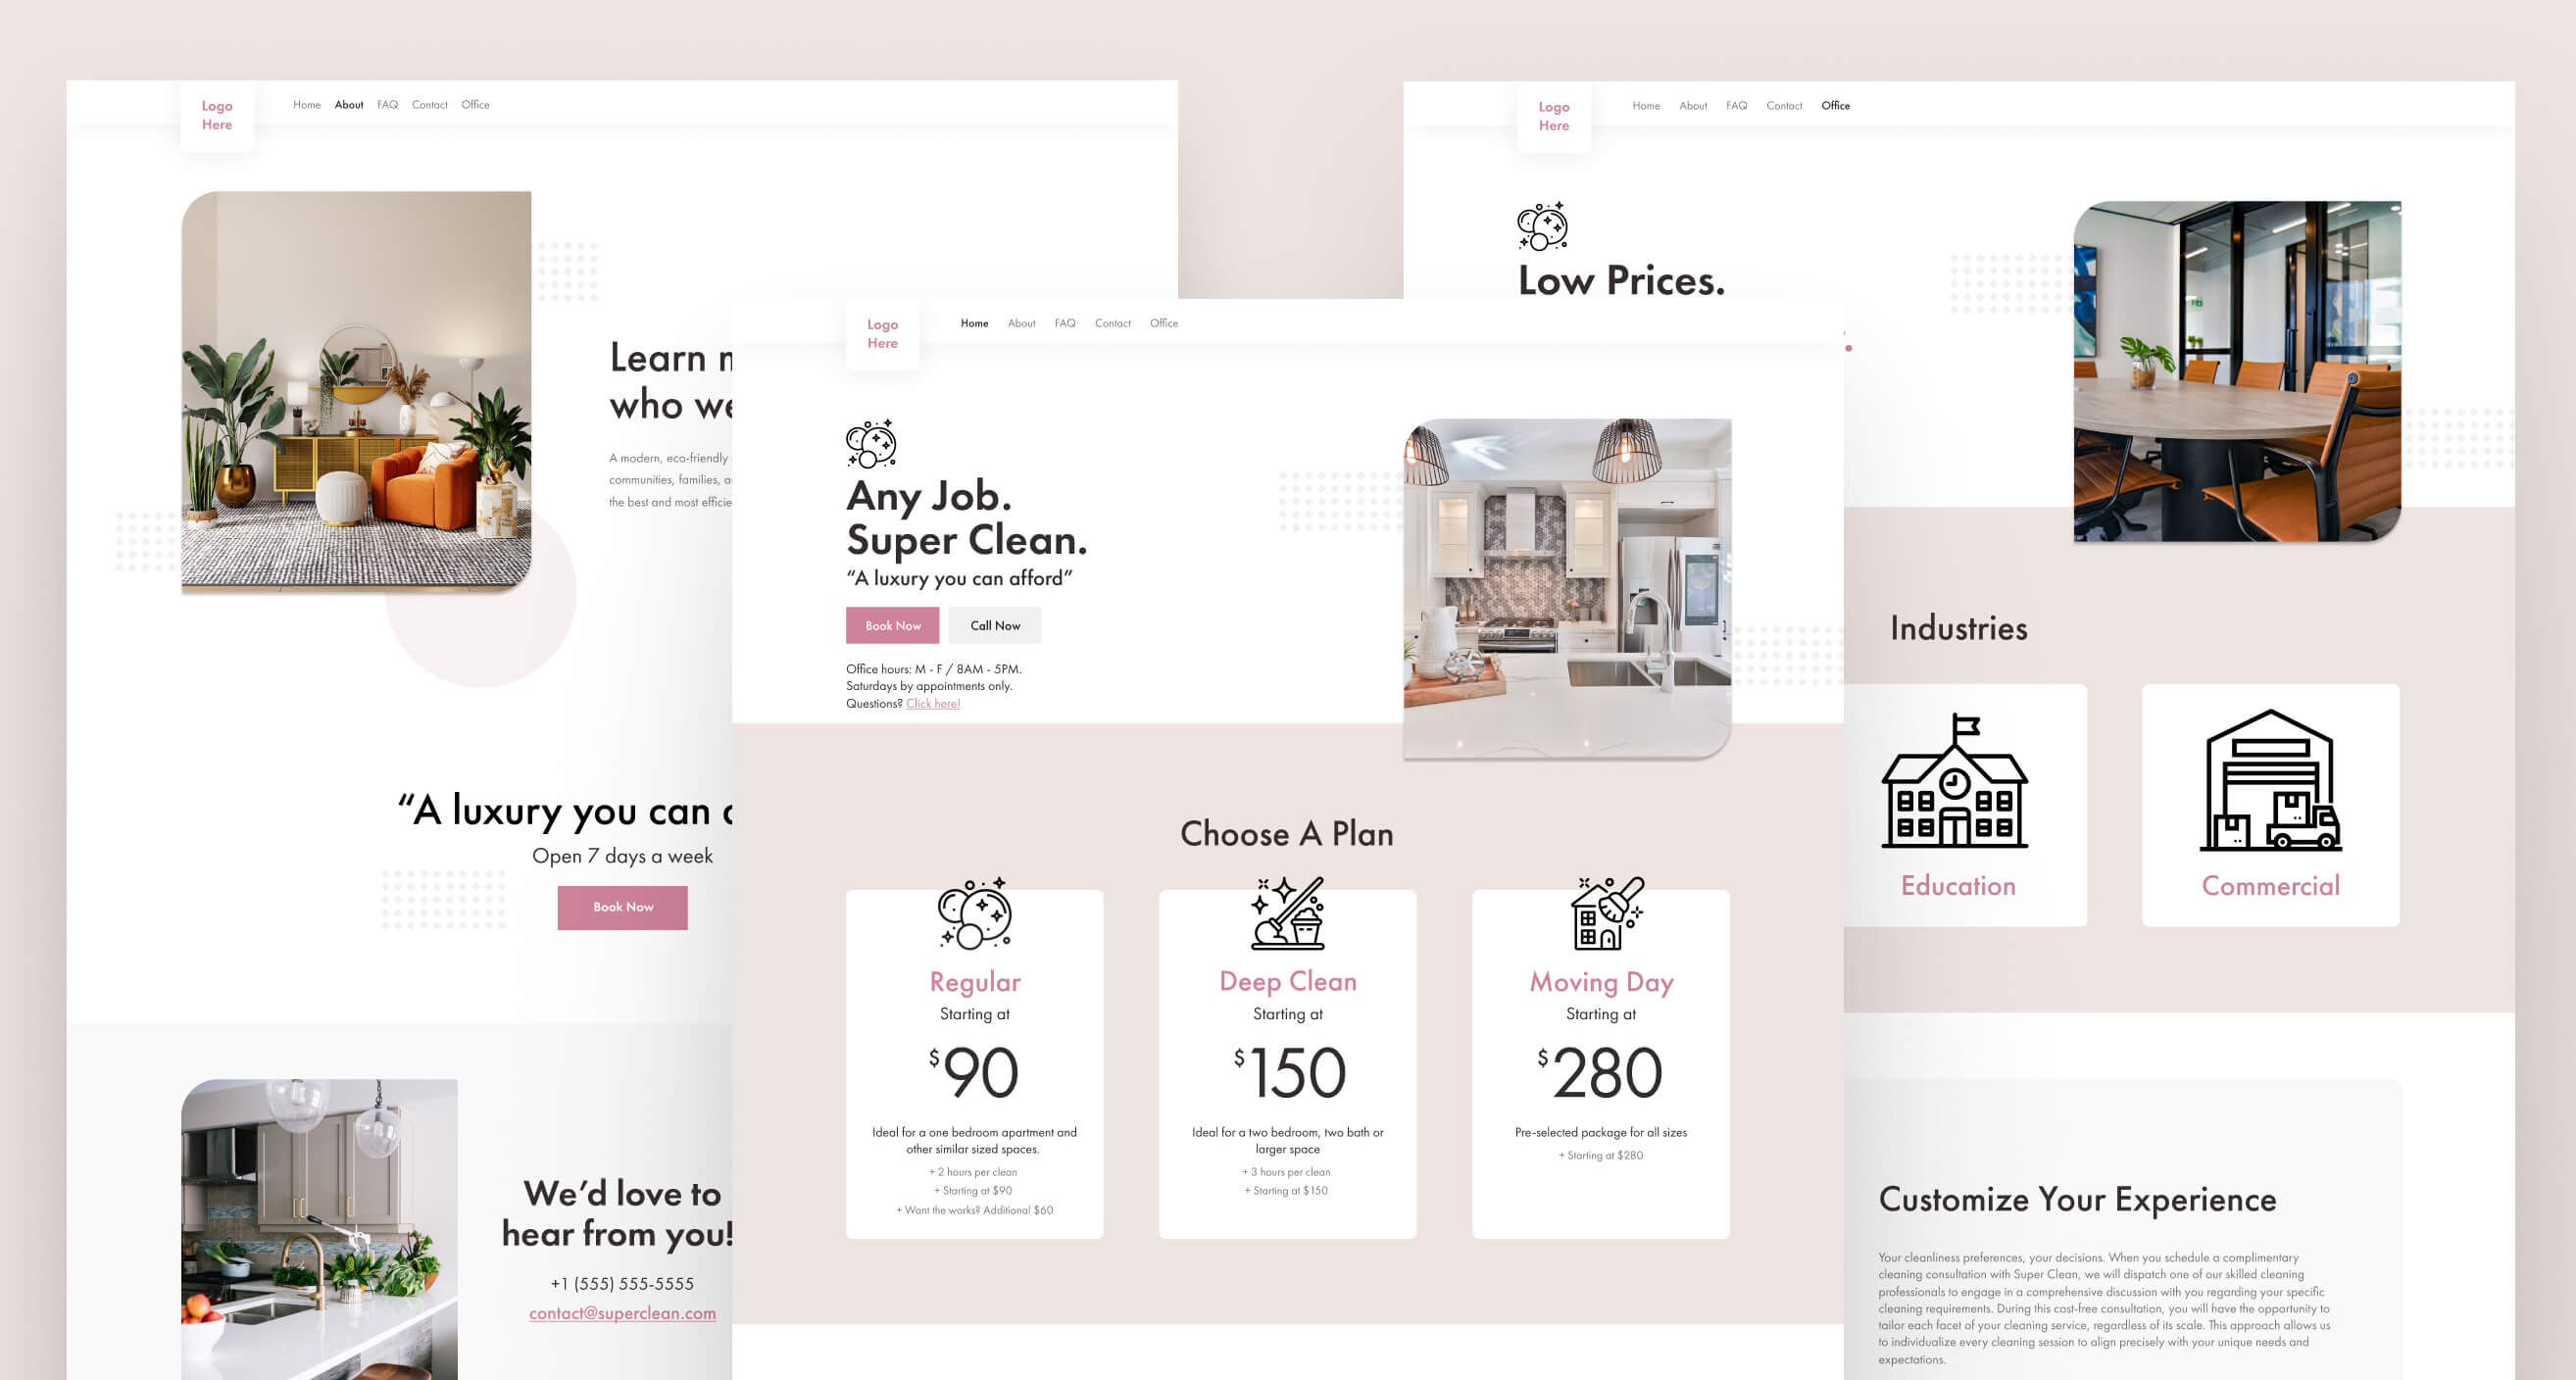 Logo
Here
Home About FAQ Contact Office
Learn
who we
A modern, eco-friendly
communities, families,
the best and most
“A luxury you can
Open 7 days a week
Book Now
We’d love to
hear from you!
+1 (555) 555-5555
contact@superclean.com
Logo
Here
Home About FAQ Contact Office
Any Job.
Super Clean.
“A luxury you can afford”
Book Now Call Now
Office hours: M - F / 8AM - 5PM.
Saturdays by appointments only.
Questions? Click here!
Choose A Plan
Regular
Starting at
$90
Ideal for a one bedroom apartment and
other similar sized spaces.
+ 2 hours per clean
+ Starting at $90
+ Want the works? Additional $60
Deep Clean
Starting at
$150
Ideal for a two bedroom, two bath or
larger space
+ 3 hours per clean
+ Starting at $150
Moving Day
Starting at
$280
Pre-selected package for all sizes
+ Starting at $280
Logo
Here
Home About FAQ Contact Office
Low Prices.
Industries
Education
Commercial
Customize Your Experience
Your cleanliness preferences, your decisions. When you schedule a complimentary
cleaning consultation with Super Clean, we will dispatch one of our skilled cleaning
professionals to engage in a comprehensive discussion with you regarding your specific
cleaning requirements. During this cost-free consultation, you will have the opportunity to
tailor each facet of your cleaning service, regardless of its scale. This approach allows us
to individualize every cleaning session to align precisely with your unique needs and
expectations.